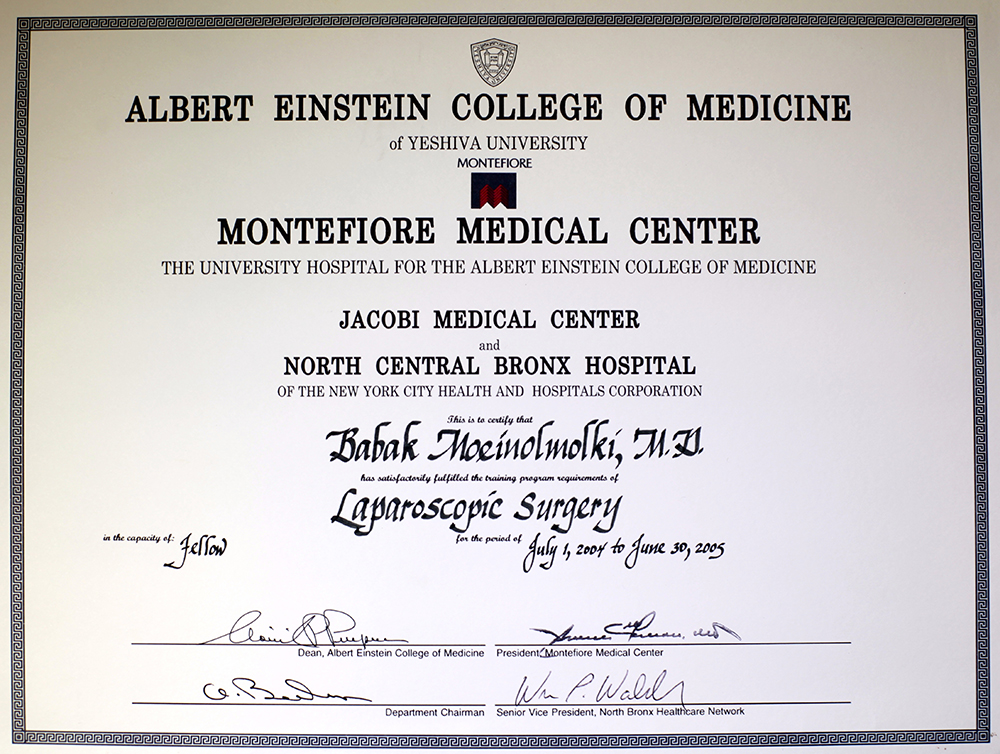 ALBERT EINSTEIN COLLEGE OF MEDICINE
of YESHIVA UNIVERSITY
MONTEFIORE
MONTEFIORE MEDICAL CENTER
THE UNIVERSITY HOSPITAL FOR THE ALBERT EINSTEIN COLLEGE OF MEDICINE
JACOBI MEDICAL CENTER
and
NORTH CENTRAL BRONX HOSPITAL
OF THE NEW YORK CITY HEALTH AND HOSPITALS CORPORATION
This is to certify that
Babak Moeinolmolki, M.D.
has satisfactorily fulfilled the training program requirements of
Laparoscopic Surgery
in the capacity of: Fellow for the period of July 1, 2004 to June 30, 2005
Dean, Albert Einstein College of Medicine President, Montefiore Medical Center
Department Chairman Senior Vice President, North Bronx Healthcare Network